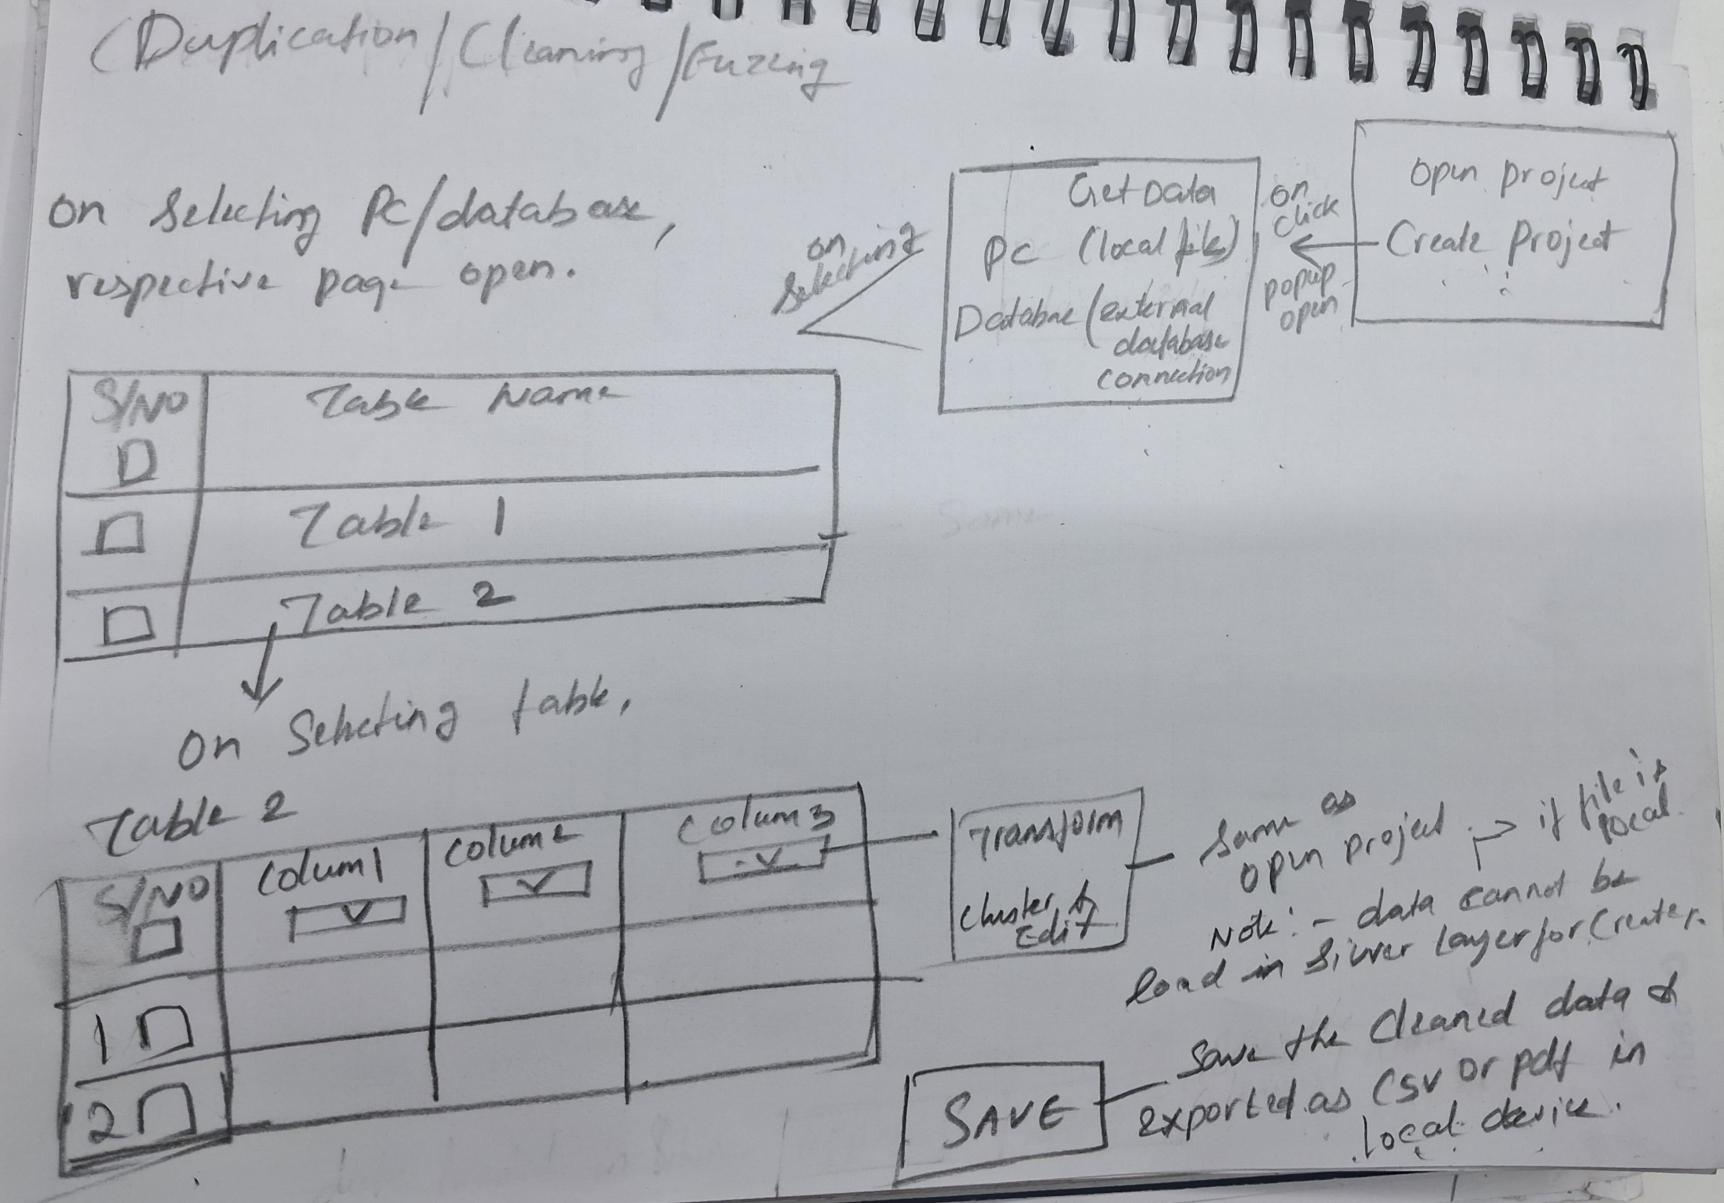 (Duplication/Cleaning/Fuzzing
On Selecting PC/database,
respective page open.
on
selecting
Get Data
PC (local file)
Database (external
database
connection
on
click
popup
open
Open project
Create Project
S/NO
Table Name
Table 1
Table 2
On Selecting table,
Table 2
S/NO
Colum1
Colum2
Colum3
1
2
Transform
Cluster &
Edit
Same as
open project
if file is
local.
Note: - data cannot be
load in Silver Layer for Create.
SAVE
Save the Cleaned data &
exported as CSV or pdf in
local device.